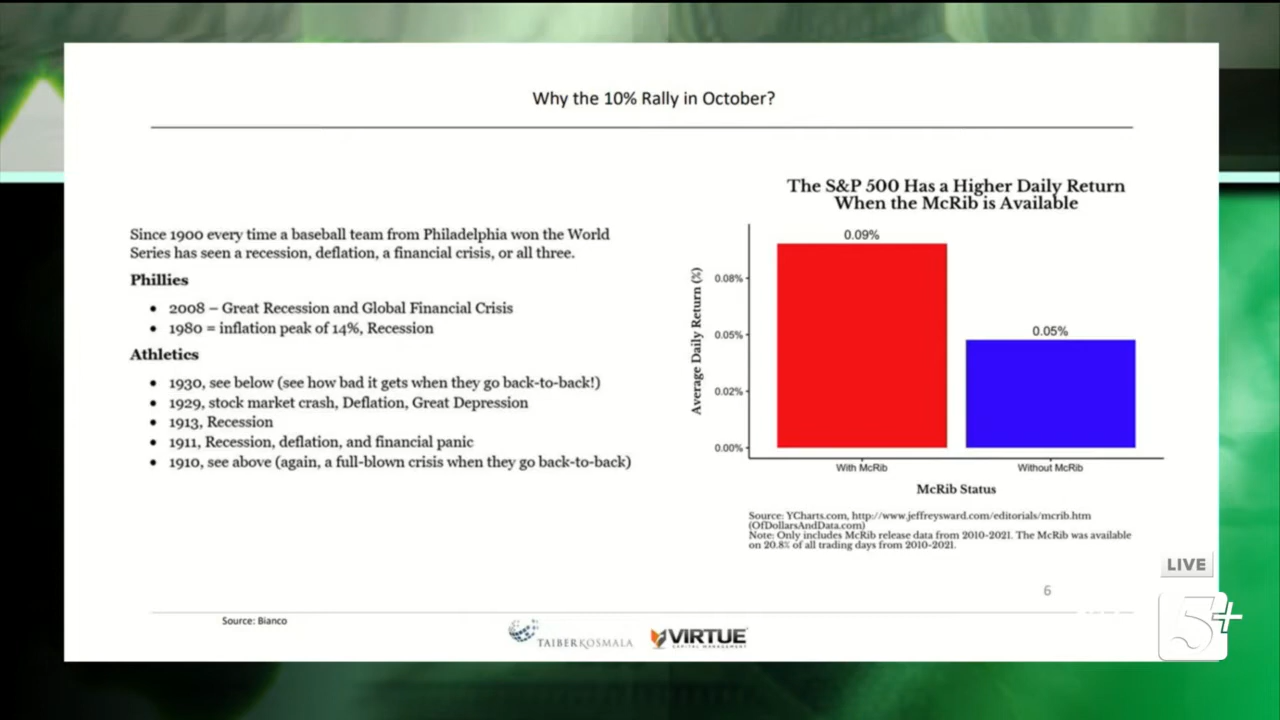 Why the 10% Rally in October?
Since 1900 every time a baseball team from Philadelphia won the World
Series has seen a recession, deflation, a financial crisis, or all three.
Phillies
• 2008 – Great Recession and Global Financial Crisis
• 1980 = inflation peak of 14%, Recession
Athletics
• 1930, see below (see how bad it gets when they go back-to-back!)
• 1929, stock market crash, Deflation, Great Depression
• 1913, Recession
• 1911, Recession, deflation, and financial panic
• 1910, see above (again, a full-blown crisis when they go back-to-back)
The S&P 500 Has a Higher Daily Return
When the McRib is Available
Average Daily Return (%)
0.09%
0.08%
0.05%
0.05%
0.02%
0.00%
With McRib
Without McRib
McRib Status
Source: YCharts.com, http://www.jeffreysward.com/editorials/mcrib.htm
(OfDollarsAndData.com)
Note: Only includes McRib release data from 2010-2021. The McRib was available
on 20.8% of all trading days from 2010-2021.
LIVE
6
5+
Source: Bianco
TAIBERKOSMALA
VIRTUE
CAPITAL MANAGEMENT